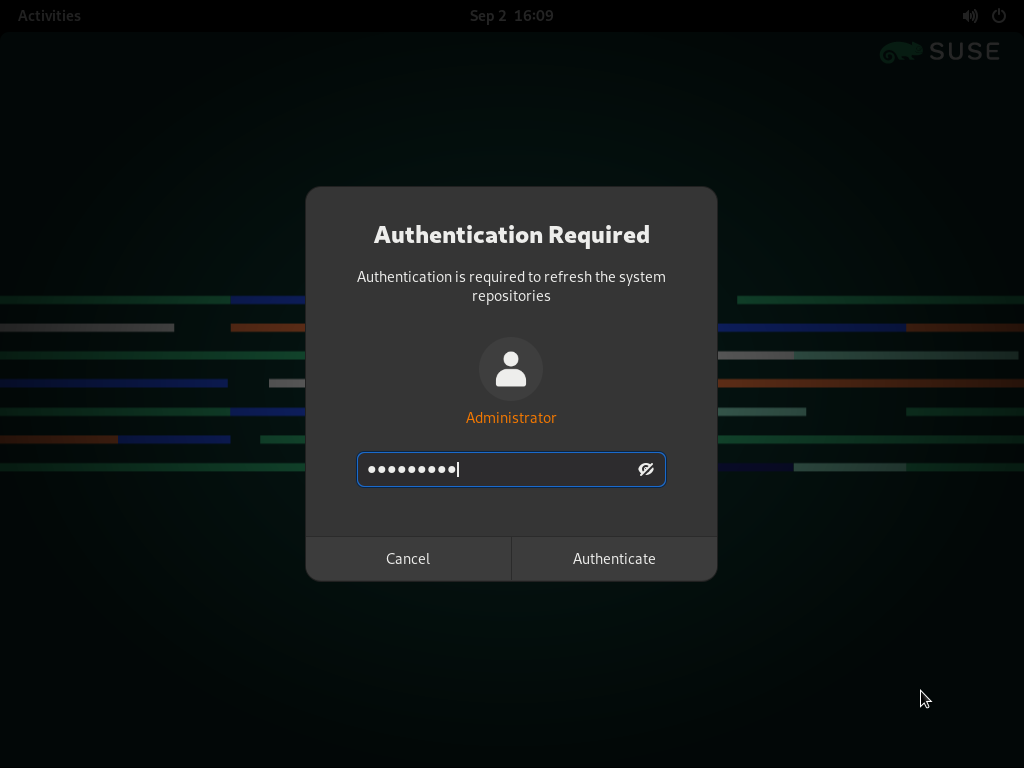 Activities
Sep 2 16:09
SUSE
Authentication Required
Authentication is required to refresh the system
repositories
Administrator
Cancel
Authenticate